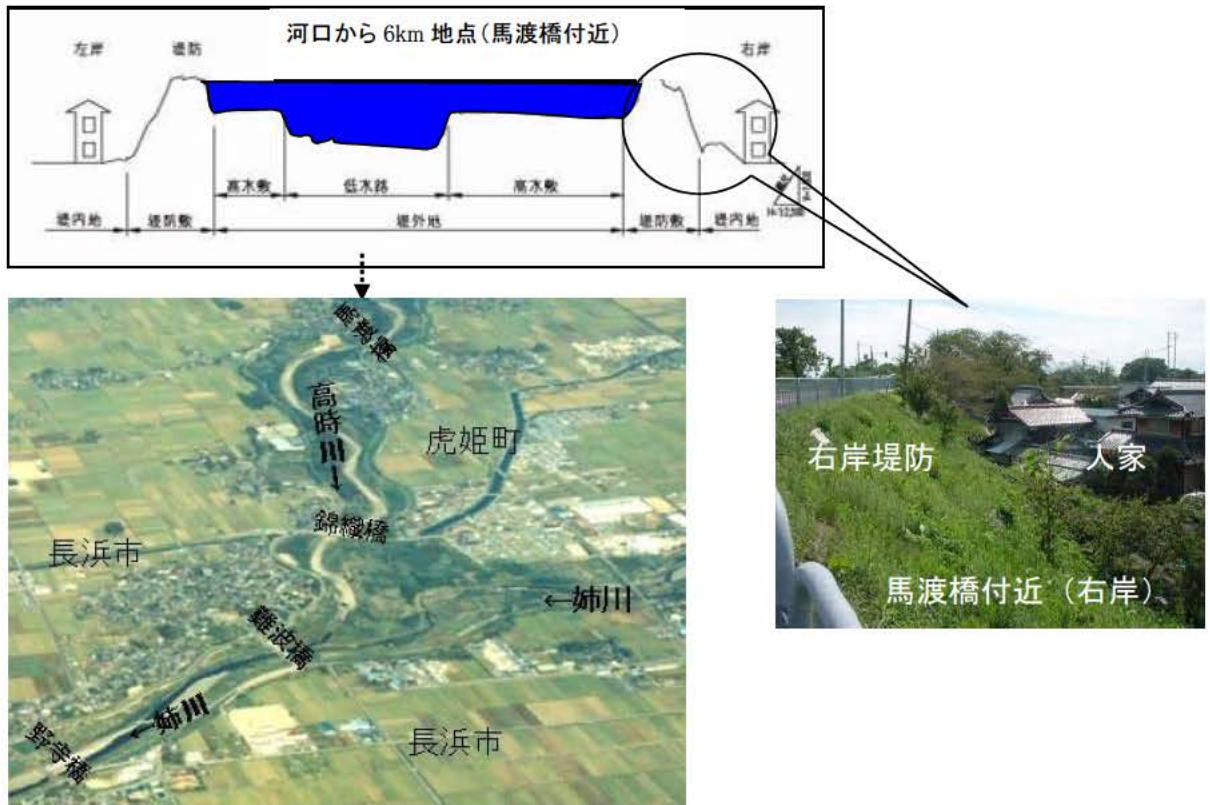 河口から 6km 地点(馬渡橋付近)
左岸
堤防
右岸
高水敷
低水路
高水敷
堤内地
堤防敷
堤外地
堤防敷
堤内地
馬渡橋
高時川
↓
虎姫町
錦織橋
長浜市
←姉川
難波橋
←姉川
野寺橋
長浜市
右岸堤防
人家
馬渡橋付近（右岸）